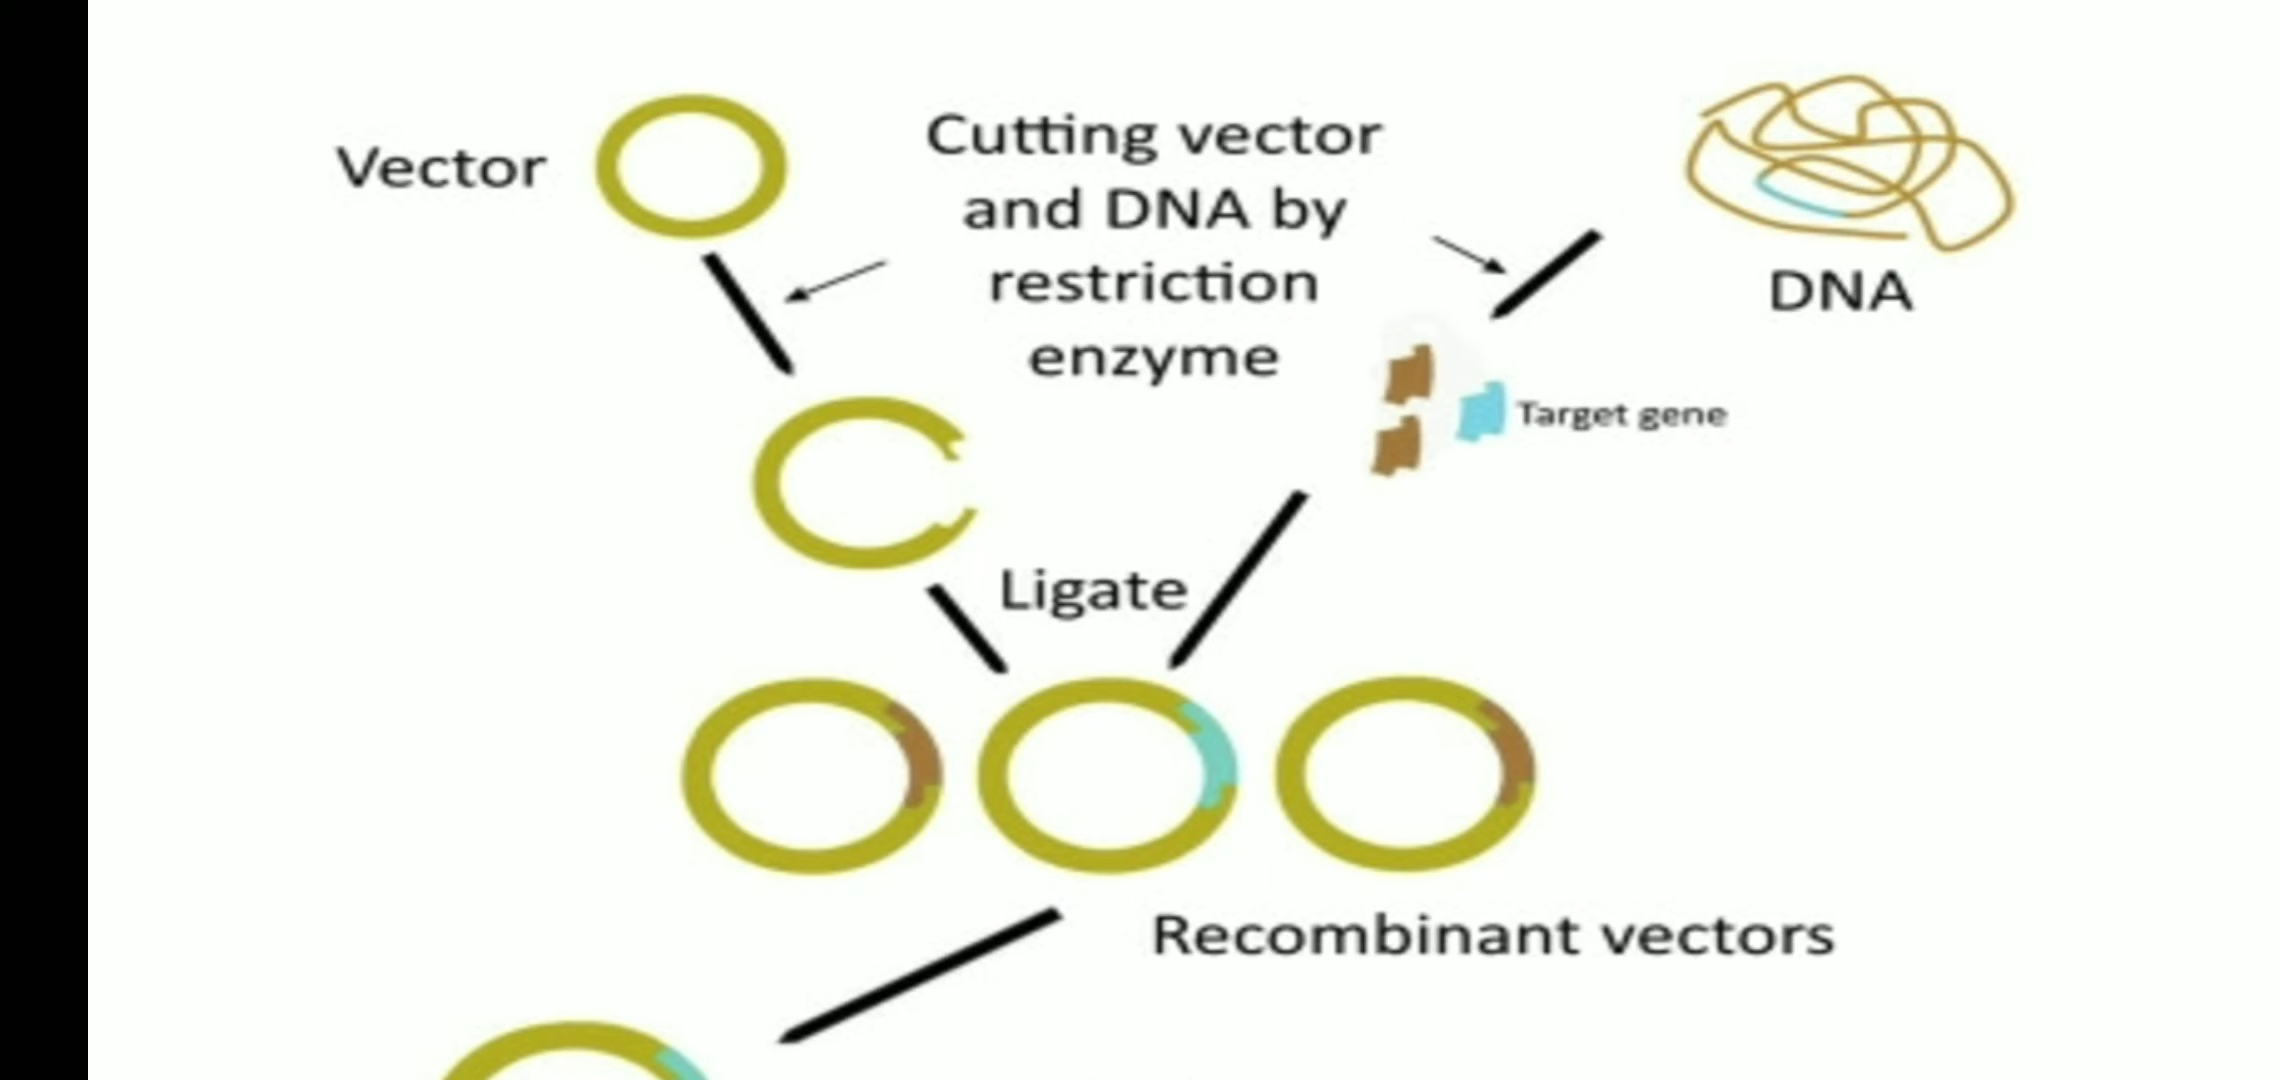 Vector
Cutting vector
and DNA by
restriction
enzyme
DNA
Target gene
Ligate
Recombinant vectors